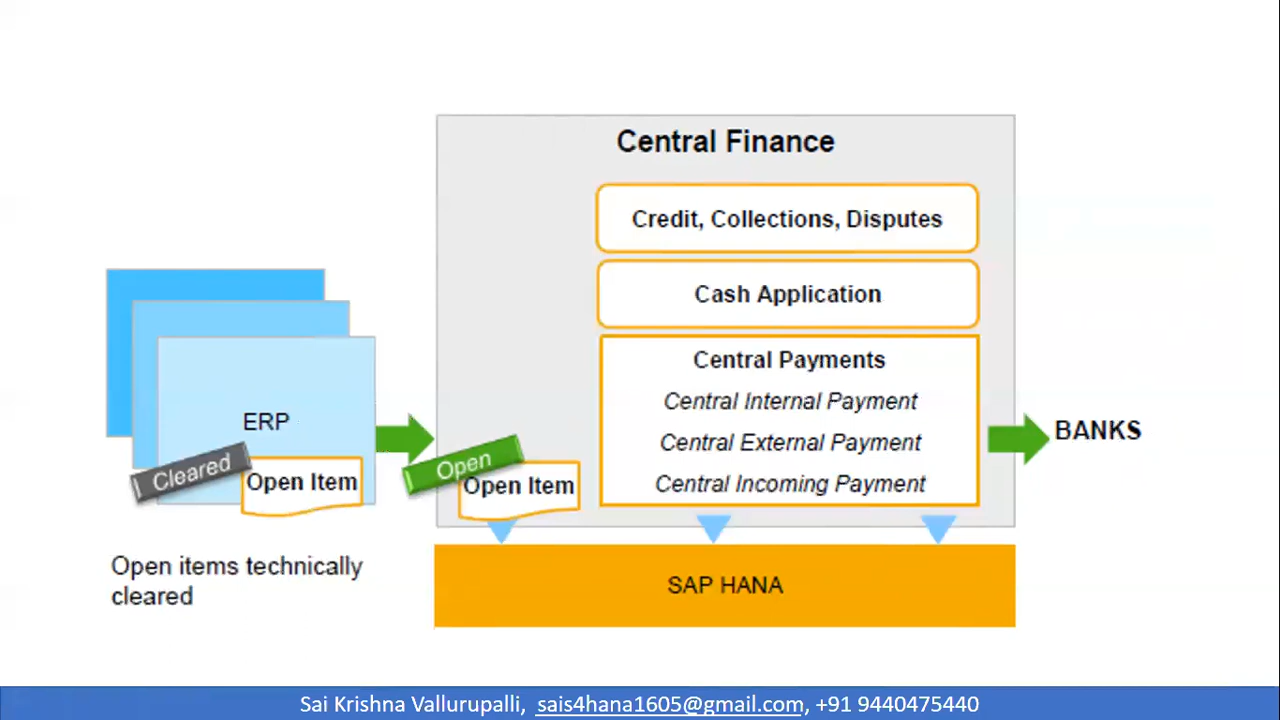 Central Finance
Credit, Collections, Disputes
Cash Application
Central Payments
Central Internal Payment
Central External Payment
Central Incoming Payment
ERP
Cleared
Open Item
Open
Open Item
BANKS
Open items technically
cleared
SAP HANA
Sai Krishna Vallurupalli, sais4hana1605@gmail.com, +91 9440475440